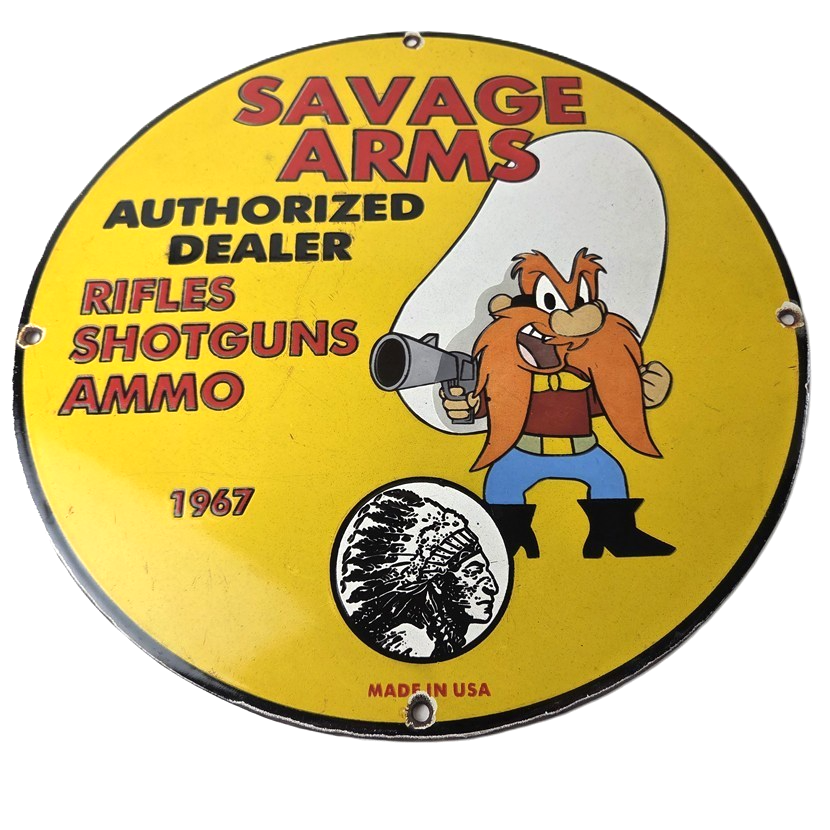 SAVAGE
ARMS
AUTHORIZED
DEALER
RIFLES
SHOTGUNS
AMMO
1967
MADE IN USA